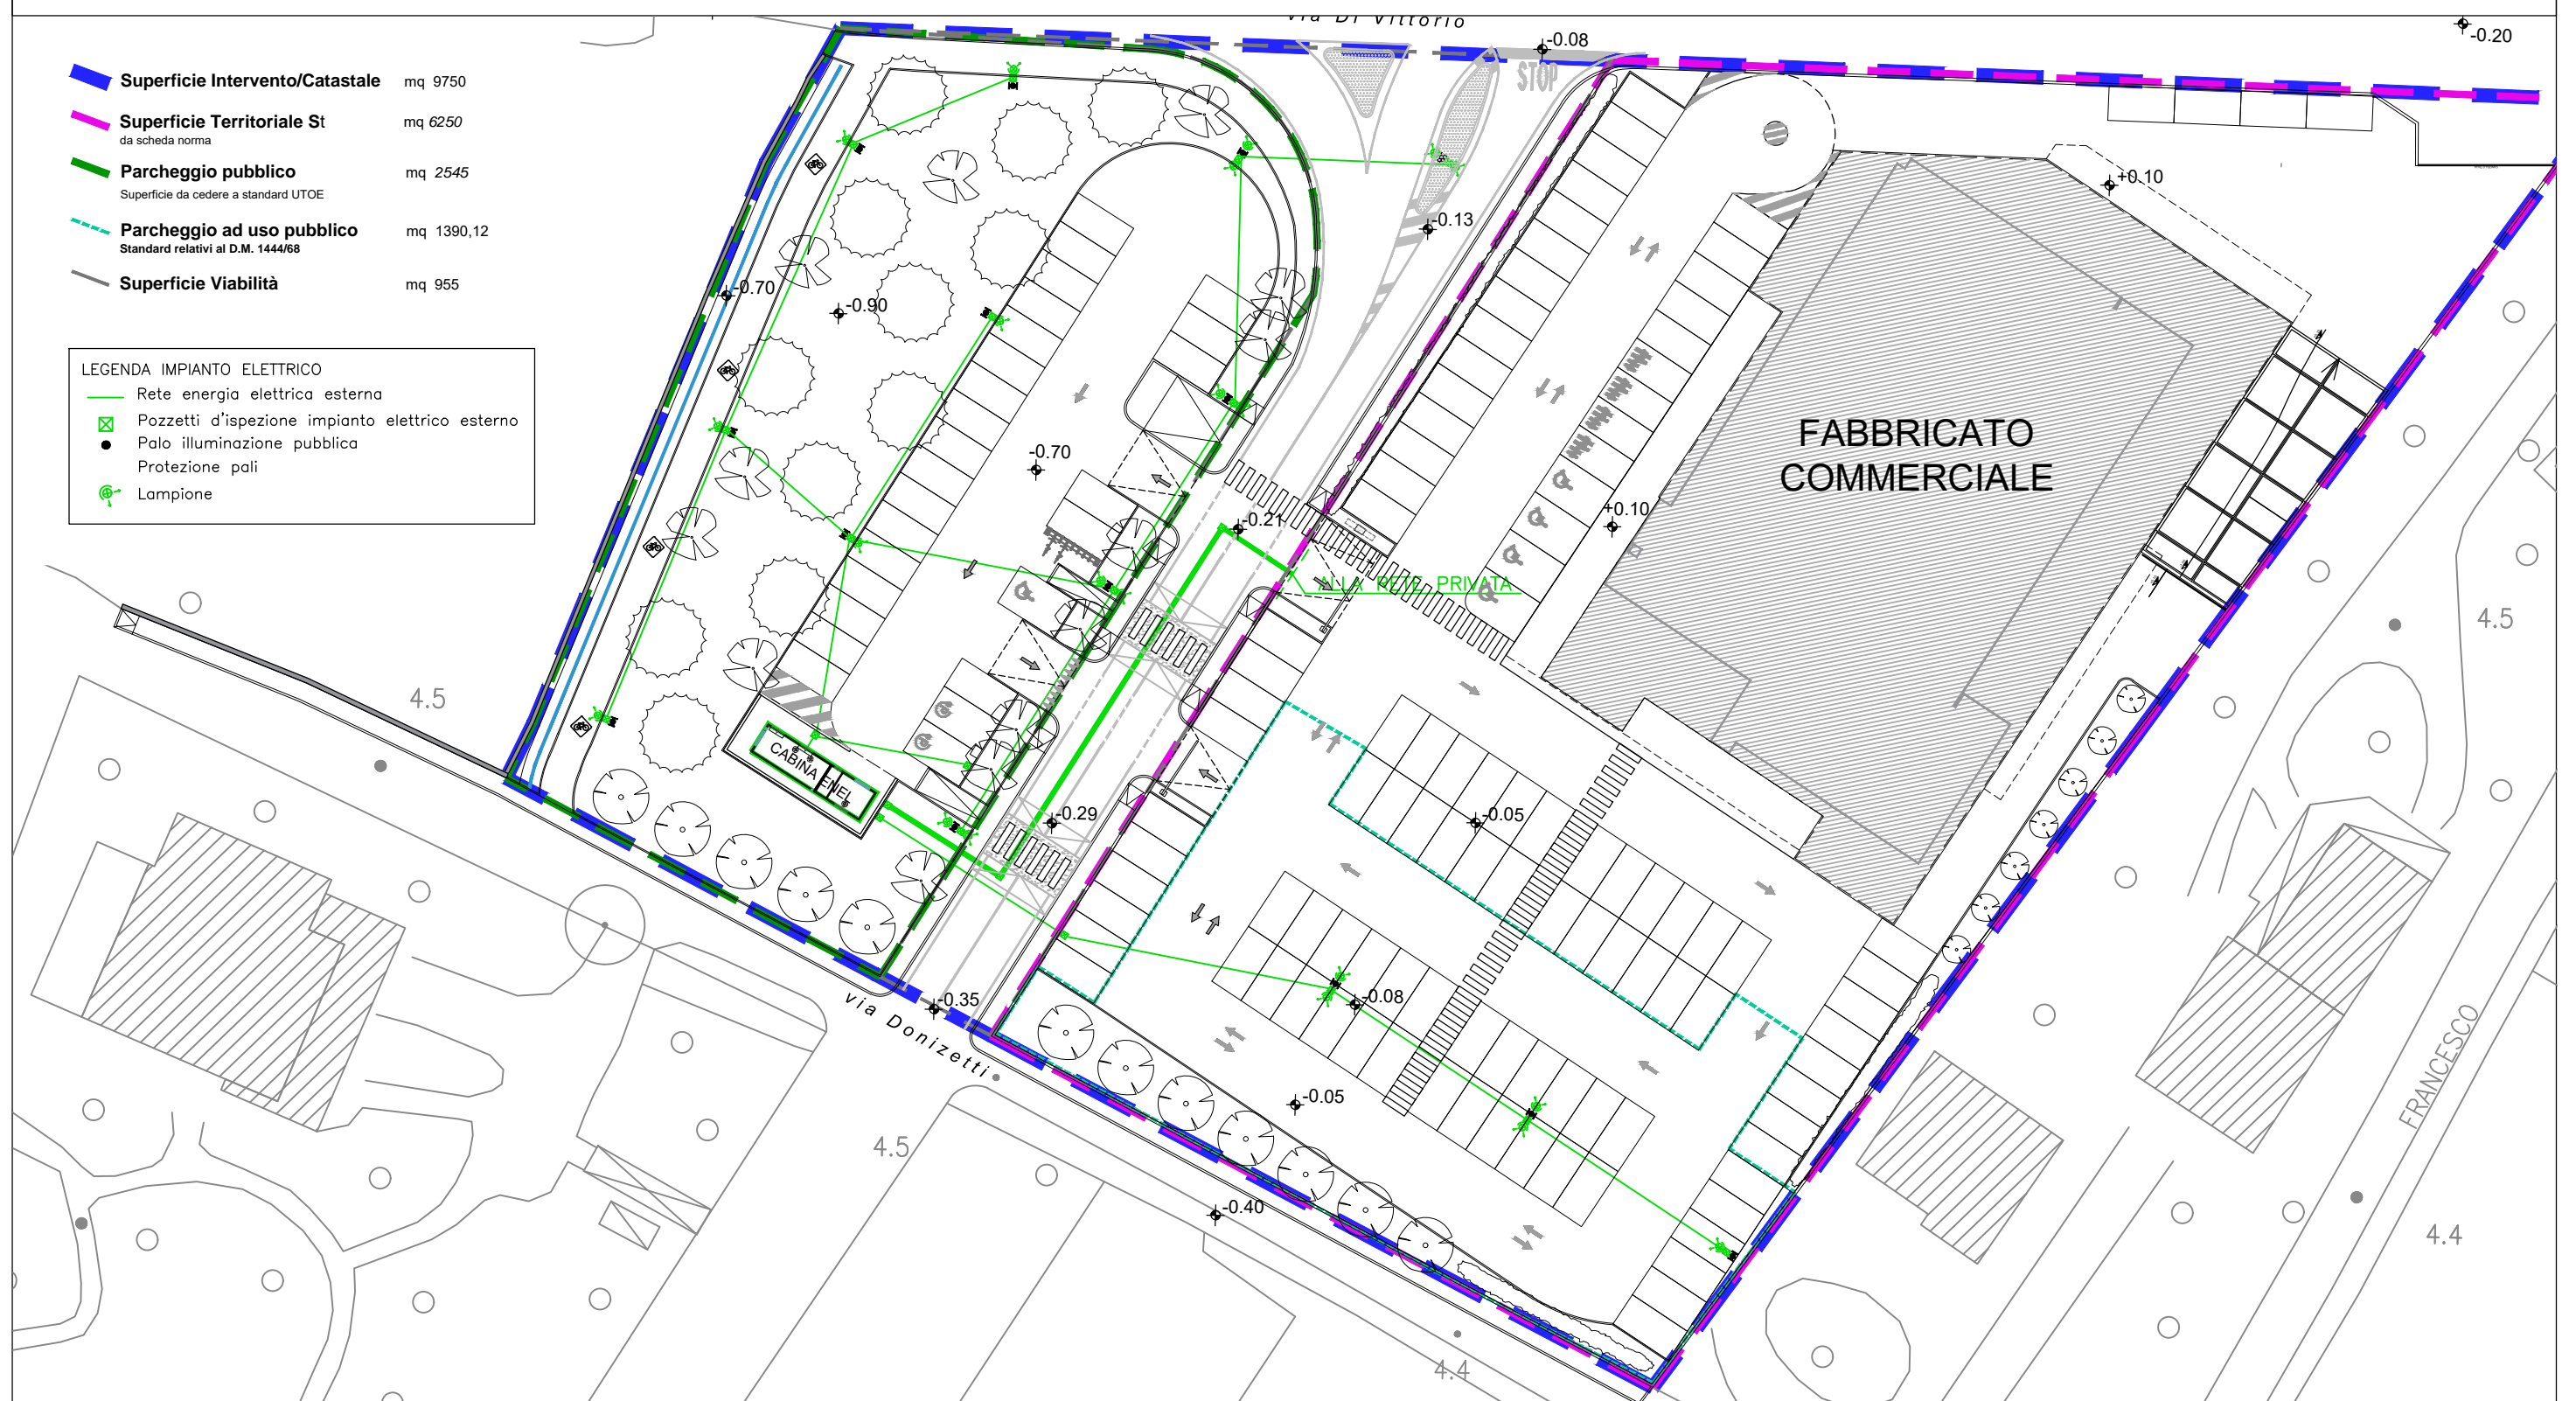 via Di Vittorio
-0.08
-0.20
STOP
Superficie Intervento/Catastale mq 9750
Superficie Territoriale St mq 6250
da scheda norma
Parcheggio pubblico mq 2545
Superficie da cedere a standard UTOE
Parcheggio ad uso pubblico mq 1390,12
Standard relativi al D.M. 1444/68
Superficie Viabilità mq 955
LEGENDA IMPIANTO ELETTRICO
Rete energia elettrica esterna
Pozzetti d'ispezione impianto elettrico esterno
Palo illuminazione pubblica
Protezione pali
Lampione
+0.10
-0.13
-0.70
-0.90
FABBRICATO
COMMERCIALE
-0.70
+0.10
-0.21
ALLA RETE PRIVATA
4.5
4.5
CABINA ENEL
-0.29
-0.05
-0.08
-0.35
via Donizetti
-0.05
4.5
-0.40
FRANCESCO
4.4
4.4